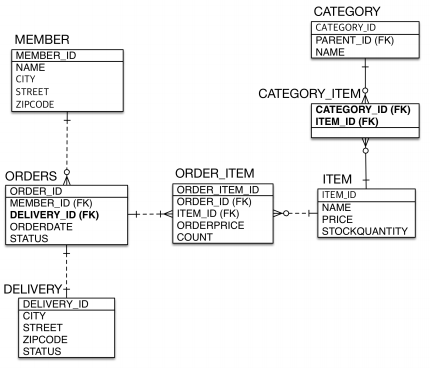 MEMBER
MEMBER_ID
NAME
CITY
STREET
ZIPCODE
CATEGORY
CATEGORY_ID
PARENT_ID (FK)
NAME
CATEGORY_ITEM
CATEGORY_ID (FK)
ITEM_ID (FK)
ORDERS
ORDER_ID
MEMBER_ID (FK)
DELIVERY_ID (FK)
ORDERDATE
STATUS
ORDER_ITEM
ORDER_ITEM_ID
ORDER_ID (FK)
ITEM_ID (FK)
ORDERPRICE
COUNT
ITEM
ITEM_ID
NAME
PRICE
STOCKQUANTITY
DELIVERY
DELIVERY_ID
CITY
STREET
ZIPCODE
STATUS